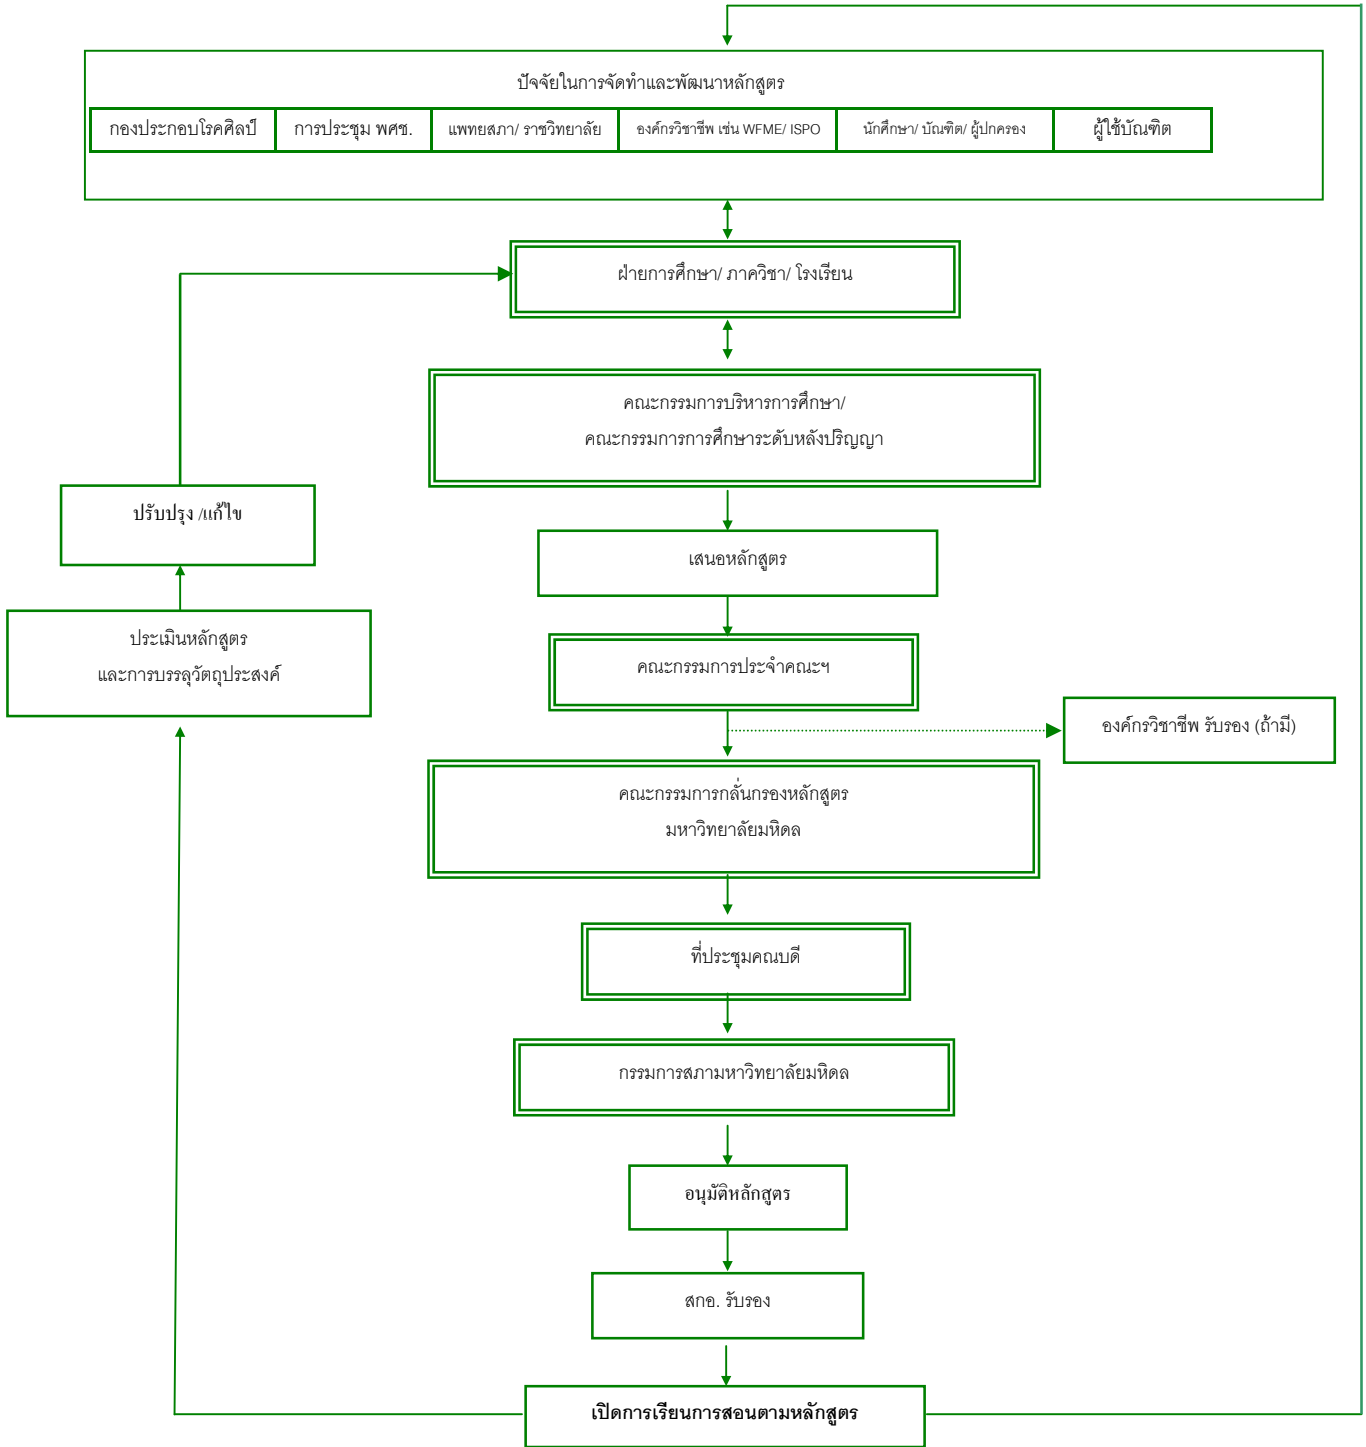 ปัจจัยในการจัดทำและพัฒนาหลักสูตร
กองประกอบโรคศิลป์
การประชุม พศช.
แพทยสภา/ ราชวิทยาลัย
องค์กรวิชาชีพ เช่น WFME/ ISPO
นักศึกษา/ บัณฑิต/ ผู้ปกครอง
ผู้ใช้บัณฑิต
ฝ่ายการศึกษา/ ภาควิชา/ โรงเรียน
คณะกรรมการบริหารการศึกษา/
คณะกรรมการการศึกษาระดับหลังปริญญา
ปรับปรุง /แก้ไข
เสนอหลักสูตร
ประเมินหลักสูตร
และการบรรลุวัตถุประสงค์
คณะกรรมการประจำคณะฯ
องค์กรวิชาชีพ รับรอง (ถ้ามี)
คณะกรรมการกลั่นกรองหลักสูตร
มหาวิทยาลัยมหิดล
ที่ประชุมคณบดี
กรรมการสภามหาวิทยาลัยมหิดล
อนุมัติหลักสูตร
สกอ. รับรอง
เปิดการเรียนการสอนตามหลักสูตร